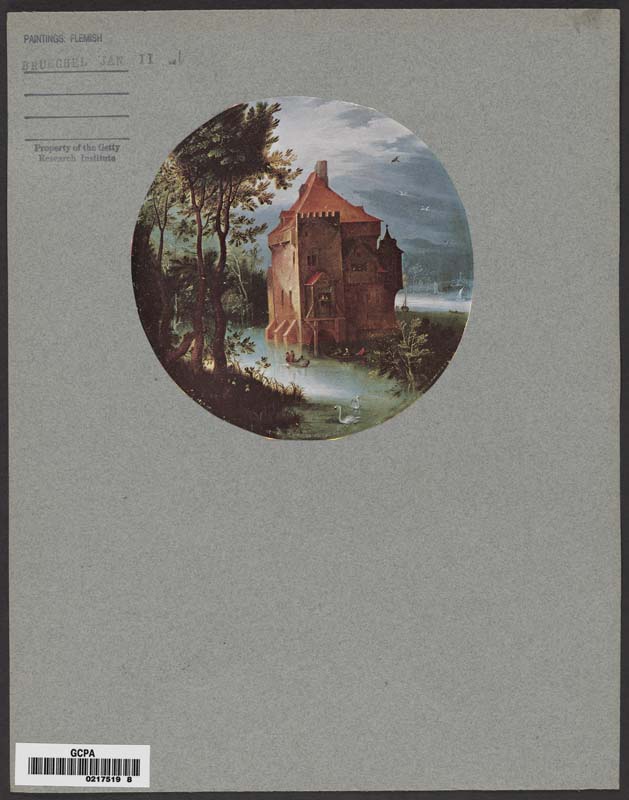 PAINTINGS: FLEMISH
BRUEGHEL JAN II
Property of the Getty
Research Institute
GCPA
0217519 8